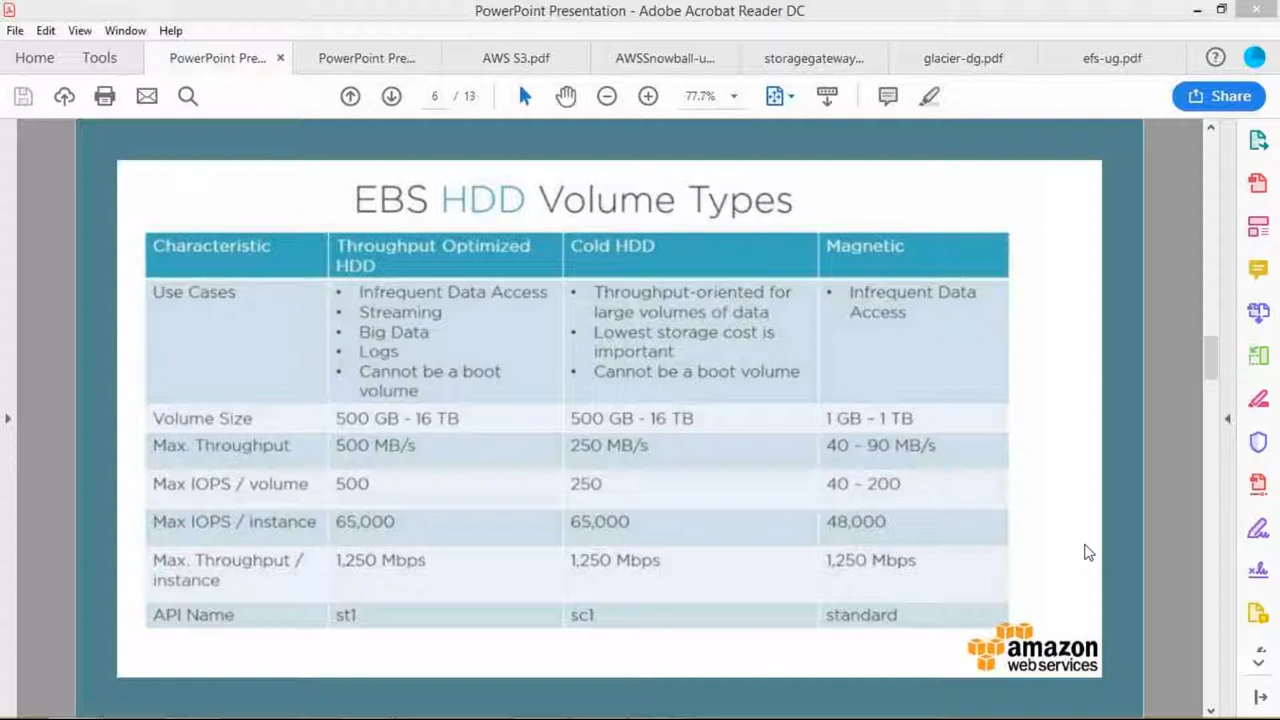 PowerPoint Presentation - Adobe Acrobat Reader DC
File Edit View Window Help
Home Tools PowerPoint Pre... × PowerPoint Pre... AWS S3.pdf AWSSnowball-u... storagegateway... glacier-dg.pdf efs-ug.pdf
6 / 13 77.7% Share
EBS HDD Volume Types
Characteristic
Throughput Optimized
HDD
Cold HDD
Magnetic
Use Cases
• Infrequent Data Access
• Streaming
• Big Data
• Logs
• Cannot be a boot
volume
• Throughput-oriented for
large volumes of data
• Lowest storage cost is
important
• Cannot be a boot volume
• Infrequent Data
Access
Volume Size 500 GB - 16 TB 500 GB - 16 TB 1 GB - 1 TB
Max. Throughput 500 MB/s 250 MB/s 40 - 90 MB/s
Max IOPS / volume 500 250 40 - 200
Max IOPS / instance 65,000 65,000 48,000
Max. Throughput /
instance
1,250 Mbps 1,250 Mbps 1,250 Mbps
API Name st1 sc1 standard
amazon
webservices